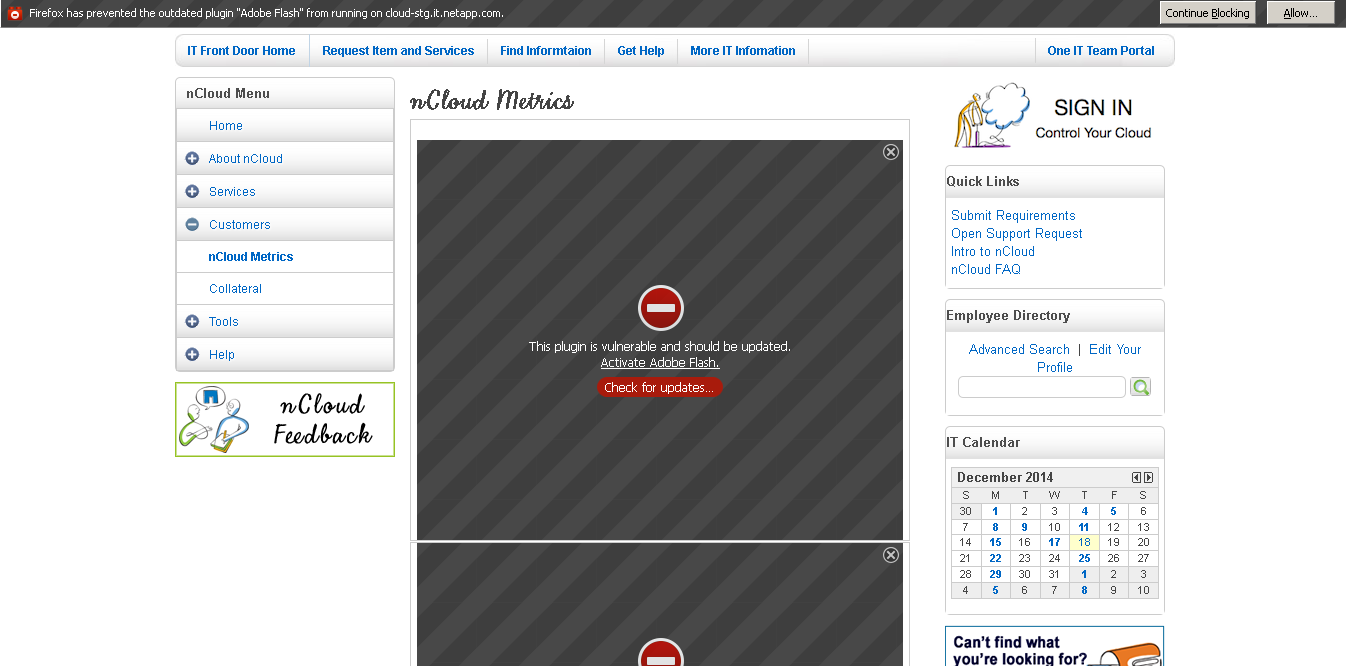 Firefox has prevented the outdated plugin "Adobe Flash" from running on cloud-stg.it.netapp.com.
Continue Blocking
Allow...
IT Front Door Home
Request Item and Services
Find Informtaion
Get Help
More IT Infomation
One IT Team Portal
nCloud Menu
Home
About nCloud
Services
Customers
nCloud Metrics
Collateral
Tools
Help
nCloud
Feedback
nCloud Metrics
This plugin is vulnerable and should be updated.
Activate Adobe Flash.
Check for updates...
SIGN IN
Control Your Cloud
Quick Links
Submit Requirements
Open Support Request
Intro to nCloud
nCloud FAQ
Employee Directory
Advanced Search | Edit Your
Profile
IT Calendar
December 2014
S M T W T F S
30 1 2 3 4 5 6
7 8 9 10 11 12 13
14 15 16 17 18 19 20
21 22 23 24 25 26 27
28 29 30 31 1 2 3
4 5 6 7 8 9 10
Can't find what
you're looking for?